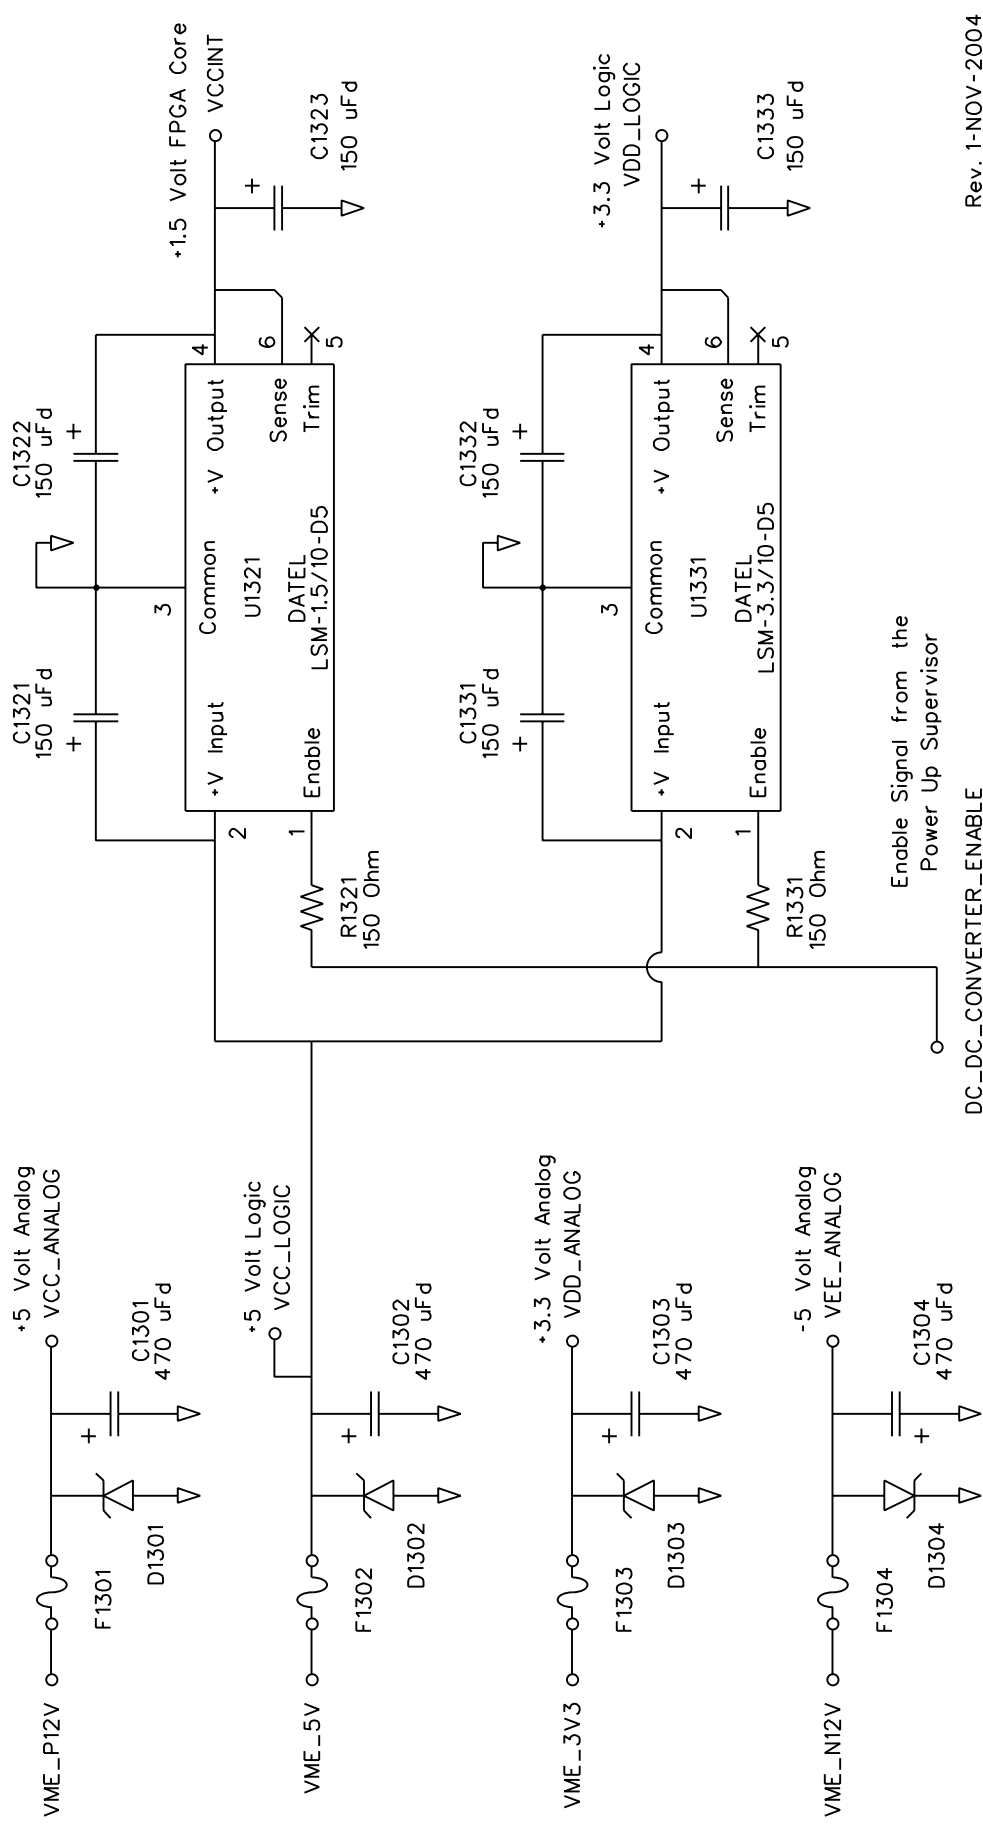 VME_P12V
F1301
D1301
+
C1301
470 uFd
+5 Volt Analog
VCC_ANALOG
VME_5V
F1302
D1302
+
C1302
470 uFd
+5 Volt Logic
VCC_LOGIC
VME_3V3
F1303
D1303
+
C1303
470 uFd
+3.3 Volt Analog
VDD_ANALOG
VME_N12V
F1304
D1304
+
C1304
470 uFd
-5 Volt Analog
VEE_ANALOG
C1321
150 uFd
+
C1322
150 uFd
+
3
2
+V Input
Common
+V Output
4
U1321
Sense
6
DATEL
LSM-1.5/10-D5
1
Enable
Trim
5
R1321
150 Ohm
+1.5 Volt FPGA Core
VCCINT
+
C1323
150 uFd
C1331
150 uFd
+
C1332
150 uFd
+
3
2
+V Input
Common
+V Output
4
U1331
Sense
6
DATEL
LSM-3.3/10-D5
1
Enable
Trim
5
R1331
150 Ohm
+3.3 Volt Logic
VDD_LOGIC
+
C1333
150 uFd
Enable Signal from the
Power Up Supervisor
DC_DC_CONVERTER_ENABLE
Rev. 1-NOV-2004